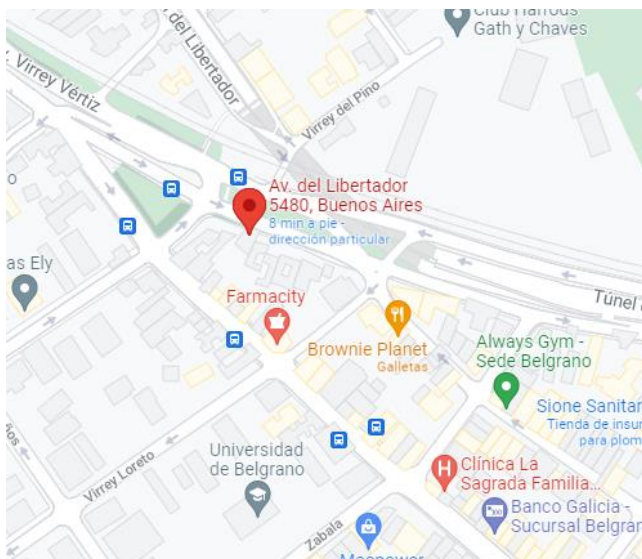 Club Harrods
Gath y Chaves
del Libertador
Virrey Vértiz
Virrey del Pino
Av. del Libertador
5480, Buenos Aires
8 min a pie -
dirección particular
as Ely
Farmacity
Túnel
Brownie Planet
Galletas
Always Gym -
Sede Belgrano
Sione Sanitar
Tienda de insu
para plom
Universidad
de Belgrano
Virrey Loreto
Clínica La
Sagrada Familia...
Banco Galicia -
Sucursal Belgran
Zabala